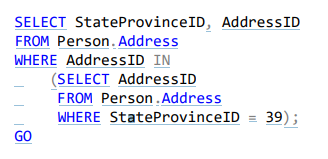 SELECT StateProvinceID, AddressID
FROM Person.Address
WHERE AddressID IN
(SELECT AddressID
FROM Person.Address
WHERE StateProvinceID = 39);
GO